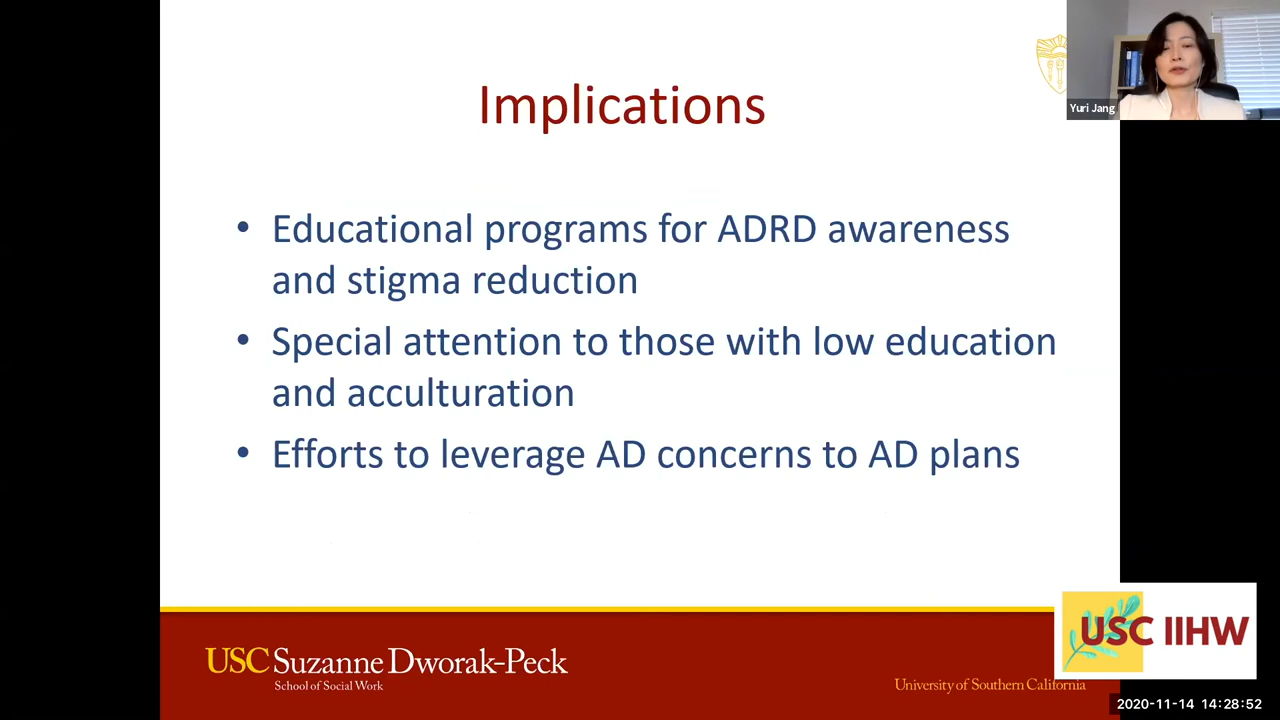 Implications
Yuri Jang
• Educational programs for ADRD awareness
and stigma reduction
• Special attention to those with low education
and acculturation
• Efforts to leverage AD concerns to AD plans
USC Suzanne Dworak-Peck
School of Social Work
University of Southern California
USC IIHW
2020-11-14 14:28:52